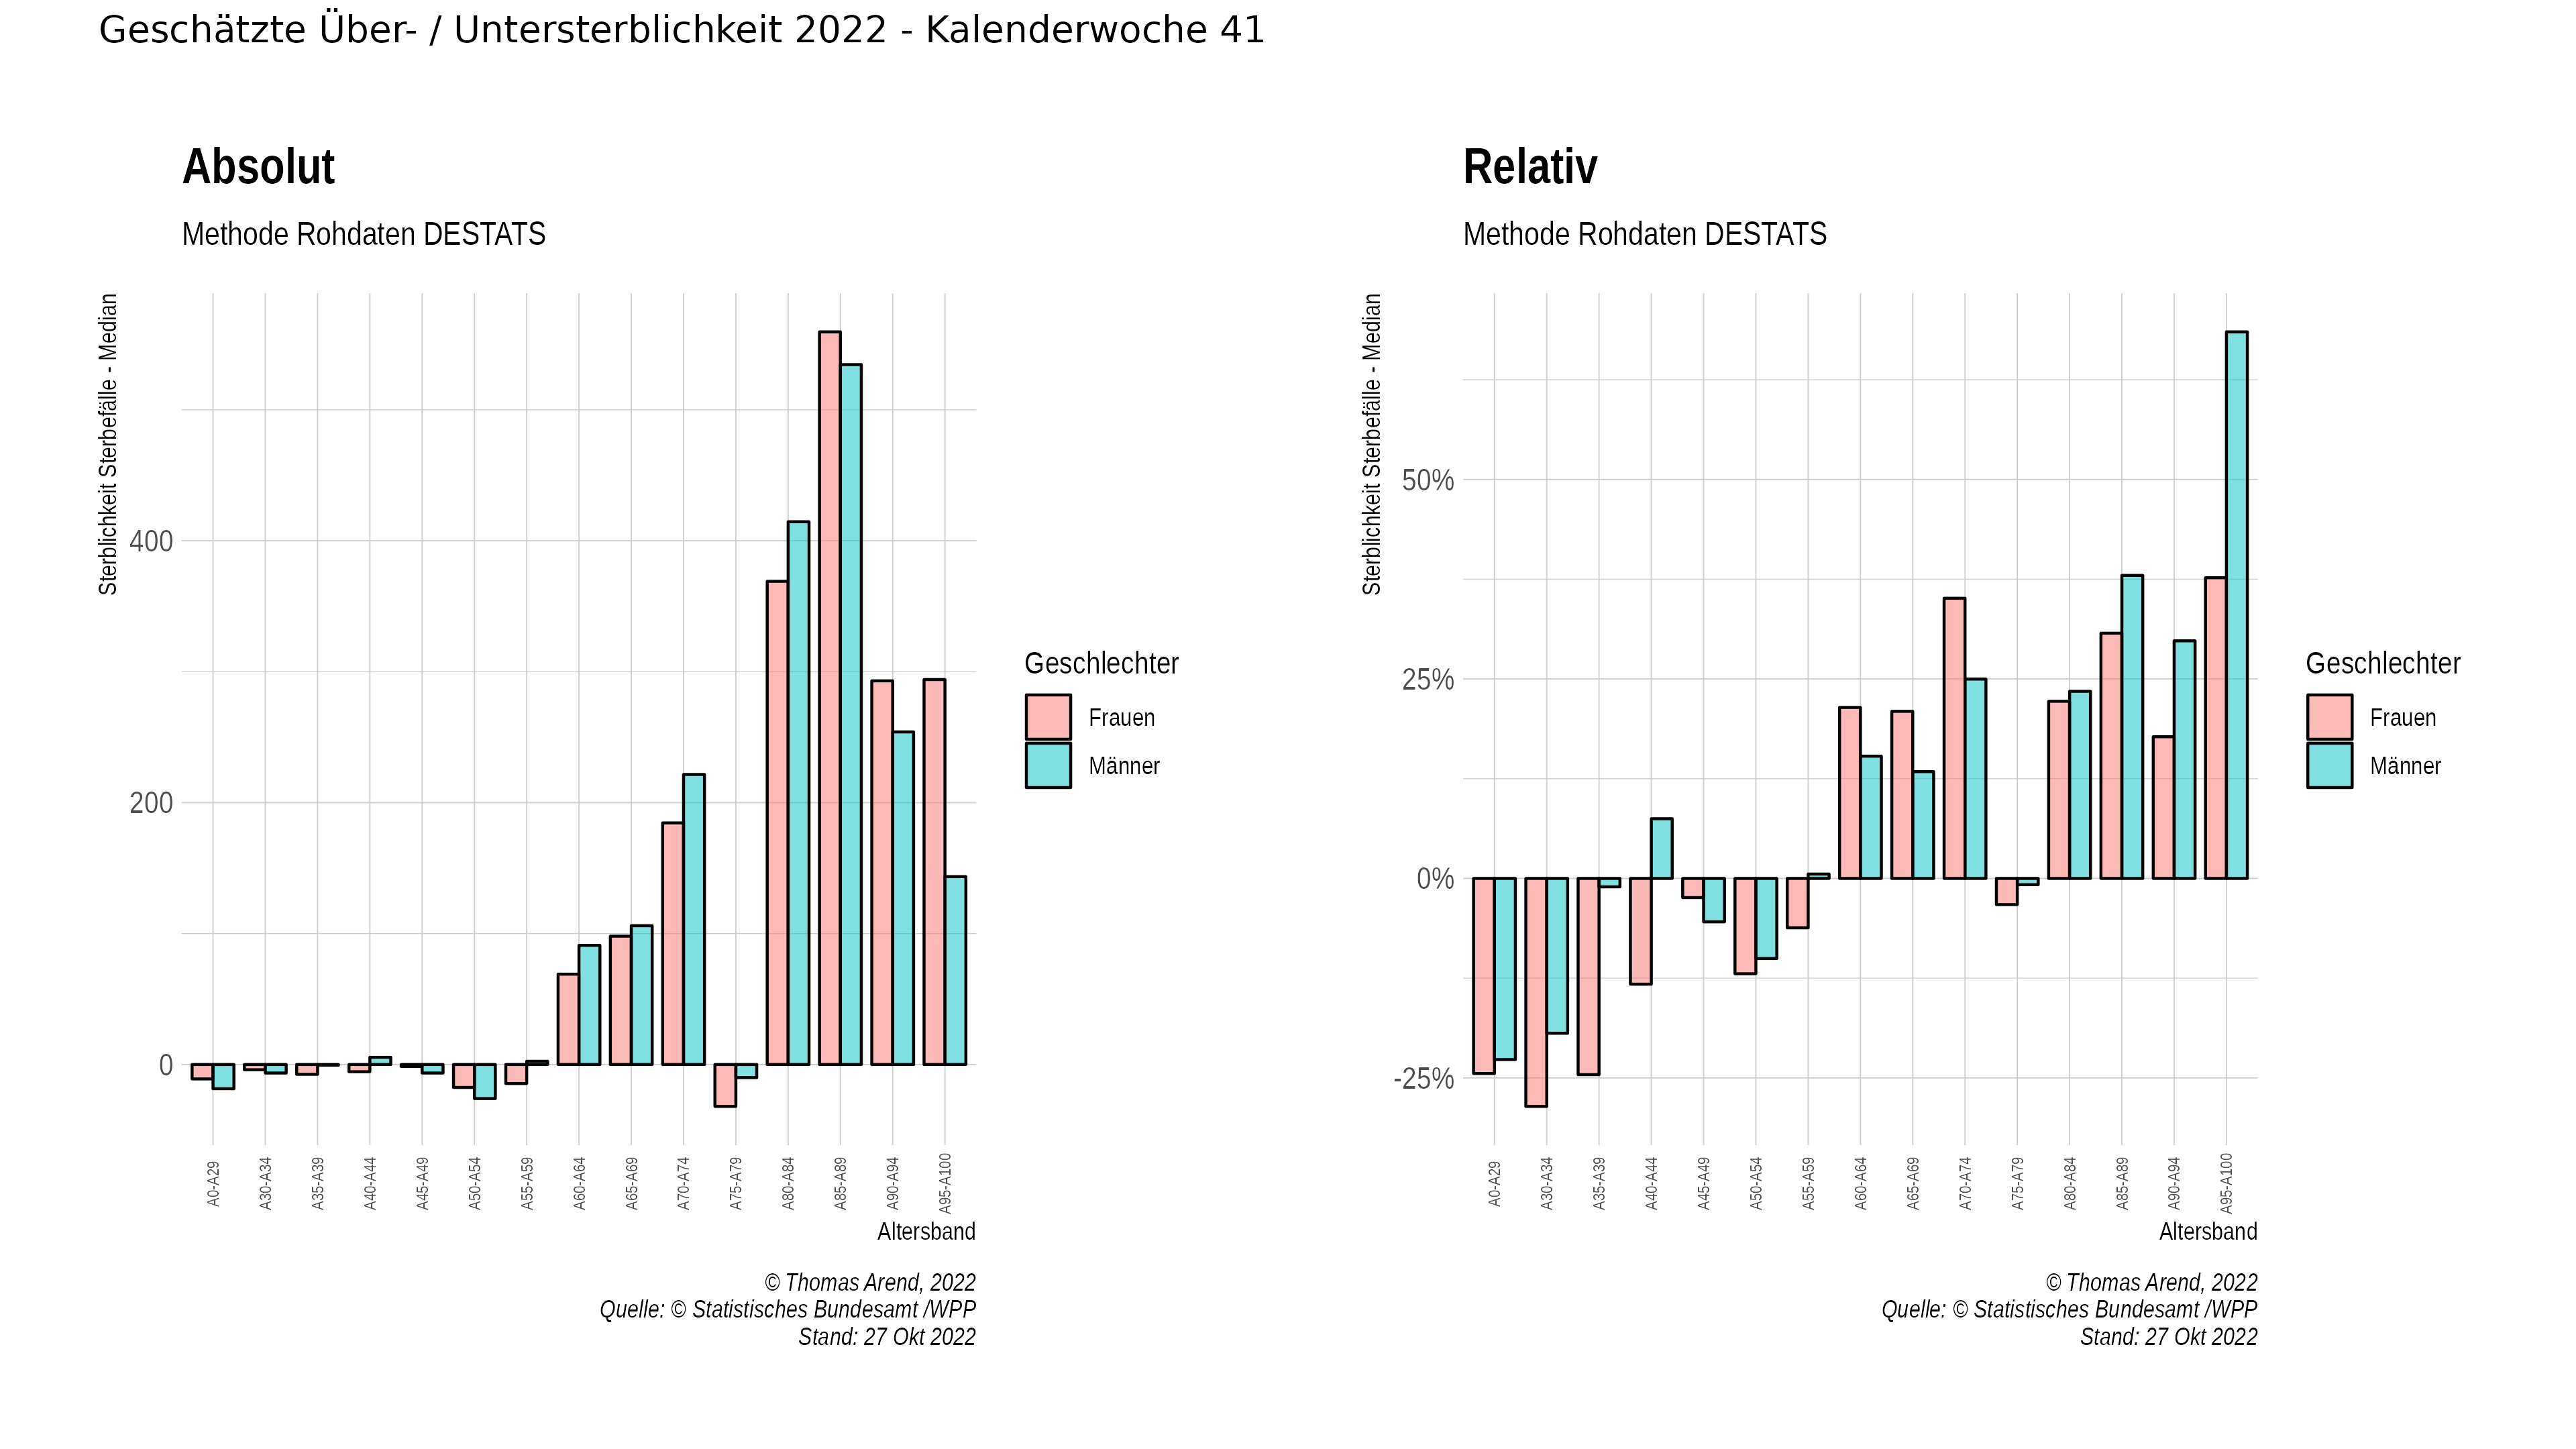 Geschätzte Über- / Untersterblichkeit 2022 - Kalenderwoche 41
Absolut
Methode Rohdaten DESTATS
Sterblichkeit Sterbefälle - Median
400
200
0
A0-A29
A30-A34
A35-A39
A40-A44
A45-A49
A50-A54
A55-A59
A60-A64
A65-A69
A70-A74
A75-A79
A80-A84
A85-A89
A90-A94
A95-A100
Altersband
Geschlechter
Frauen
Männer
© Thomas Arend, 2022
Quelle: © Statistisches Bundesamt /WPP
Stand: 27 Okt 2022
Relativ
Methode Rohdaten DESTATS
Sterblichkeit Sterbefälle - Median
50%
25%
0%
-25%
A0-A29
A30-A34
A35-A39
A40-A44
A45-A49
A50-A54
A55-A59
A60-A64
A65-A69
A70-A74
A75-A79
A80-A84
A85-A89
A90-A94
A95-A100
Altersband
Geschlechter
Frauen
Männer
© Thomas Arend, 2022
Quelle: © Statistisches Bundesamt /WPP
Stand: 27 Okt 2022